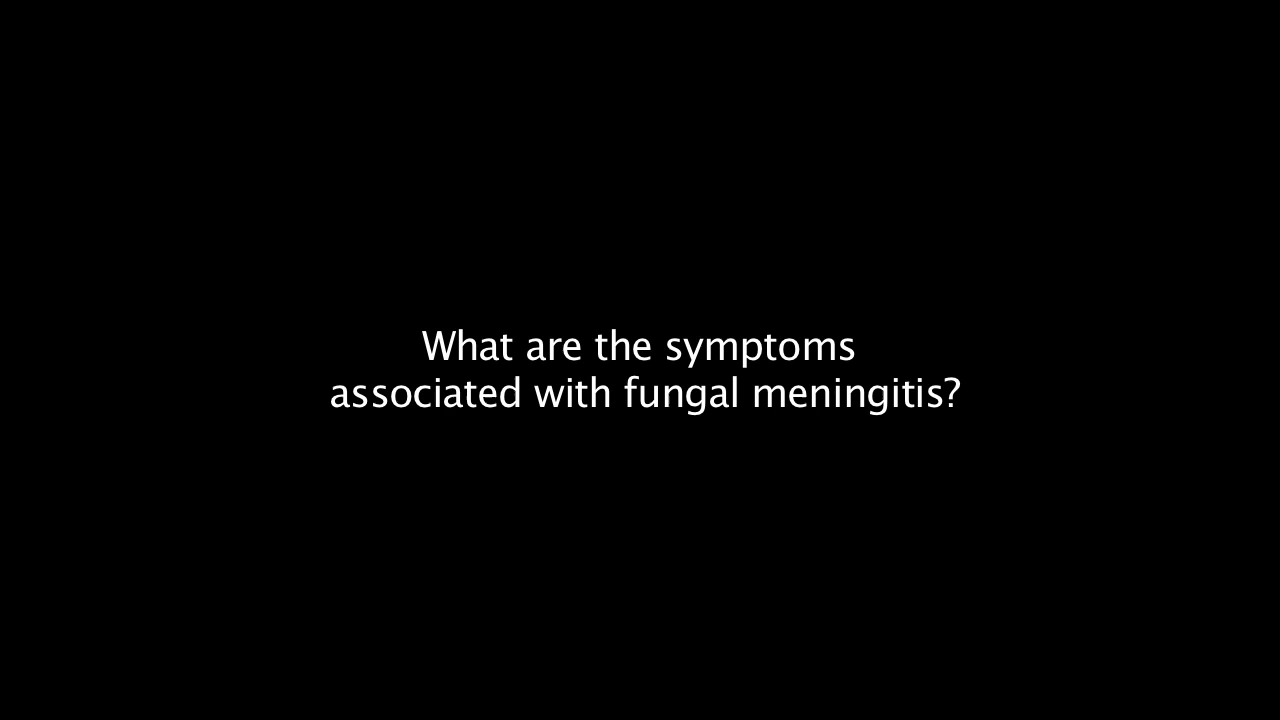 What are the symptoms
associated with fungal meningitis?